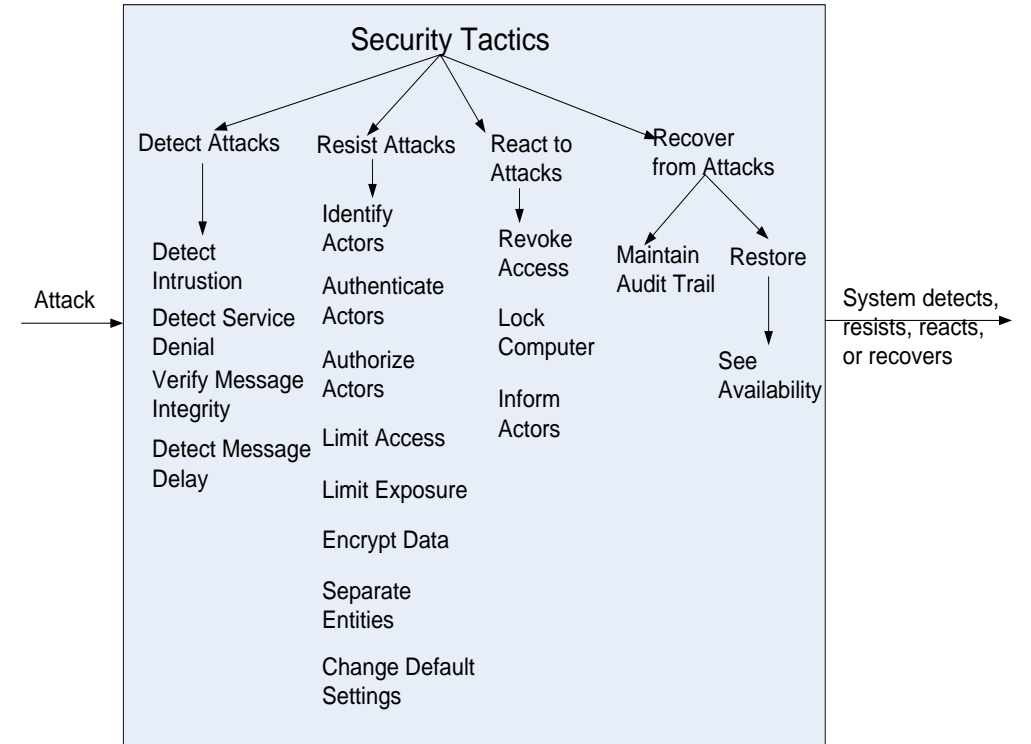 Security Tactics
Attack
Detect Attacks
Detect
Intrustion
Detect Service
Denial
Verify Message
Integrity
Detect Message
Delay
Resist Attacks
Identify
Actors
Authenticate
Actors
Authorize
Actors
Limit Access
Limit Exposure
Encrypt Data
Separate
Entities
Change Default
Settings
React to
Attacks
Revoke
Access
Lock
Computer
Inform
Actors
Recover
from Attacks
Maintain
Audit Trail
Restore
See
Availability
System detects,
resists, reacts,
or recovers